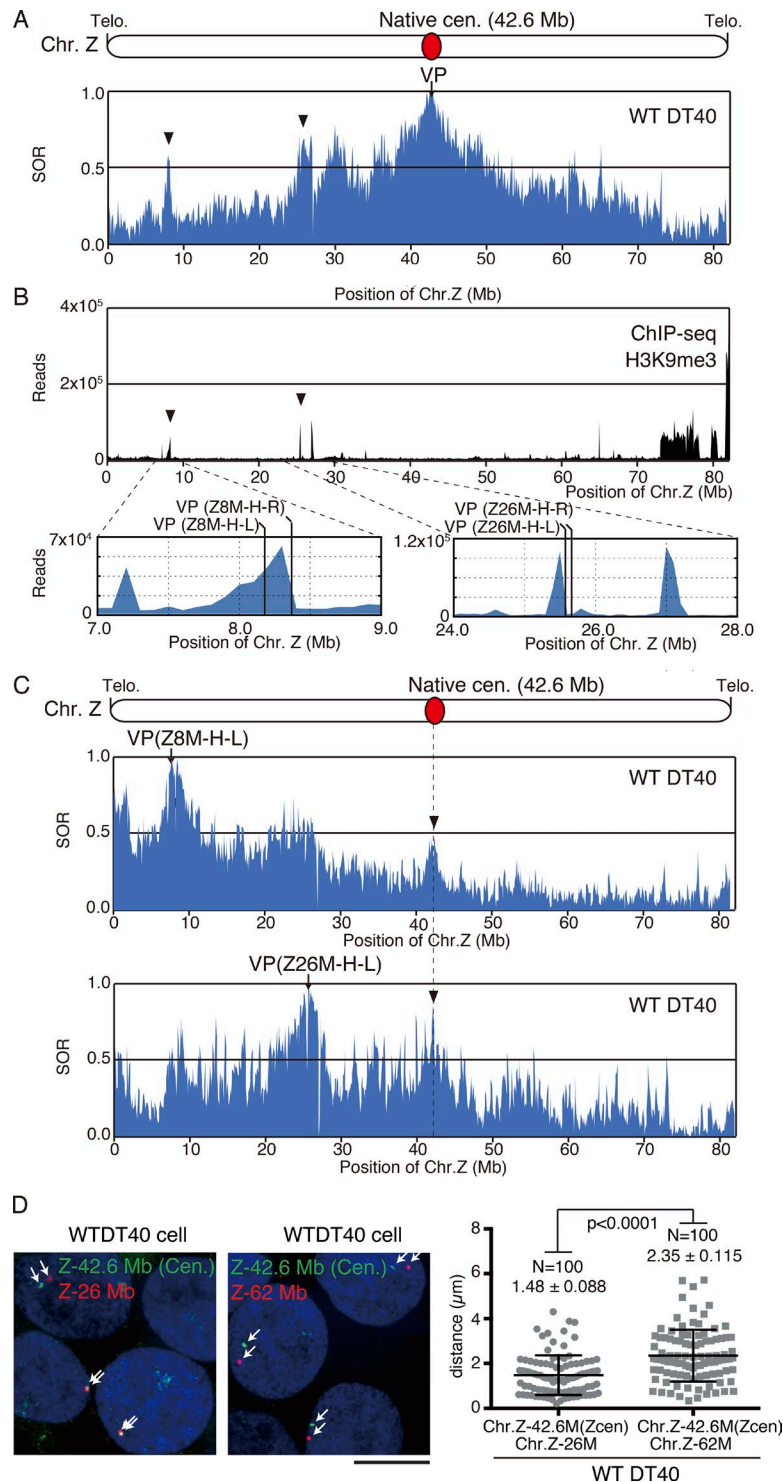 A
Native cen. (42.6 Mb)
Telo.
Telo.
Chr. Z
VP
WT DT40
SOR
1.0
0.5
0.0
0 10 20 30 40 50 60 70 80
Position of Chr.Z (Mb)
B
ChIP-seq
H3K9me3
Reads
4x10⁵
2x10⁵
0
0 10 20 30 40 50 60 70 80
Position of Chr.Z (Mb)
VP (Z8M-H-R)
VP (Z8M-H-L)
7x10⁴
Reads
0
7.0 8.0 9.0
Position of Chr. Z (Mb)
VP (Z26M-H-R)
VP (Z26M-H-L)
1.2x10⁵
0
24.0 26.0 28.0
Position of Chr. Z (Mb)
C
Telo.
Native cen. (42.6 Mb)
Telo.
Chr. Z
VP(Z8M-H-L)
WT DT40
SOR
1.0
0.5
0.0
0 10 20 30 40 50 60 70 80
Position of Chr.Z (Mb)
VP(Z26M-H-L)
WT DT40
SOR
1.0
0.5
0.0
0 10 20 30 40 50 60 70 80
Position of Chr.Z (Mb)
D
WTDT40 cell
Z-42.6 Mb (Cen.)
Z-26 Mb
WTDT40 cell
Z-42.6 Mb (Cen.)
Z-62 Mb
p<0.0001
N=100
1.48 ± 0.088
N=100
2.35 ± 0.115
distance (μm)
8
6
4
2
0
Chr.Z-42.6M(Zcen)
Chr.Z-26M
Chr.Z-42.6M(Zcen)
Chr.Z-62M
WT DT40